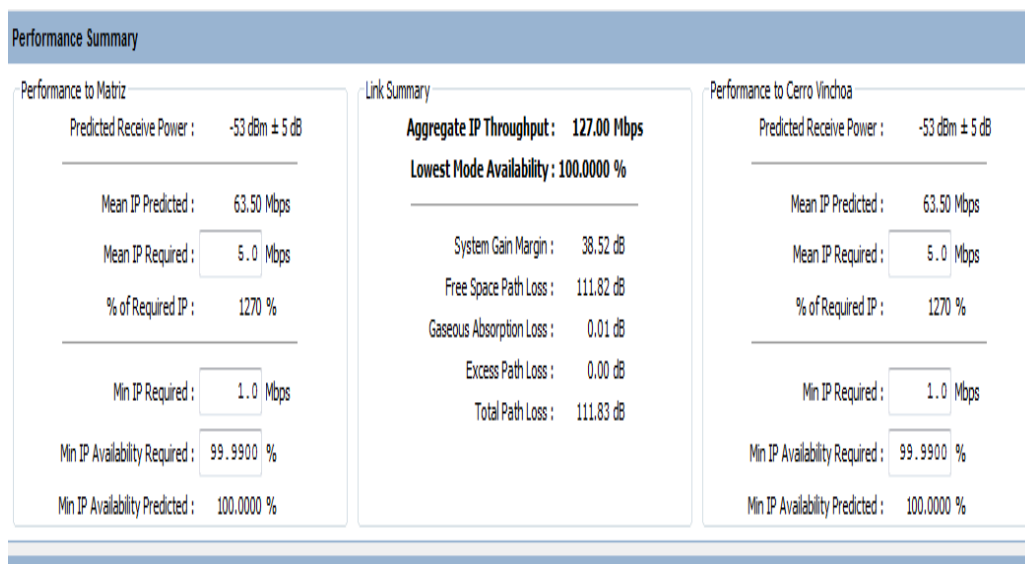 Performance Summary
Performance to Matriz
Predicted Receive Power : -53 dBm ± 5 dB
Mean IP Predicted : 63.50 Mbps
Mean IP Required : 5.0 Mbps
% of Required IP : 1270 %
Min IP Required : 1.0 Mbps
Min IP Availability Required : 99.9900 %
Min IP Availability Predicted : 100.0000 %
Link Summary
Aggregate IP Throughput : 127.00 Mbps
Lowest Mode Availability : 100.0000 %
System Gain Margin : 38.52 dB
Free Space Path Loss : 111.82 dB
Gaseous Absorption Loss : 0.01 dB
Excess Path Loss : 0.00 dB
Total Path Loss : 111.83 dB
Performance to Cerro Vinchoa
Predicted Receive Power : -53 dBm ± 5 dB
Mean IP Predicted : 63.50 Mbps
Mean IP Required : 5.0 Mbps
% of Required IP : 1270 %
Min IP Required : 1.0 Mbps
Min IP Availability Required : 99.9900 %
Min IP Availability Predicted : 100.0000 %